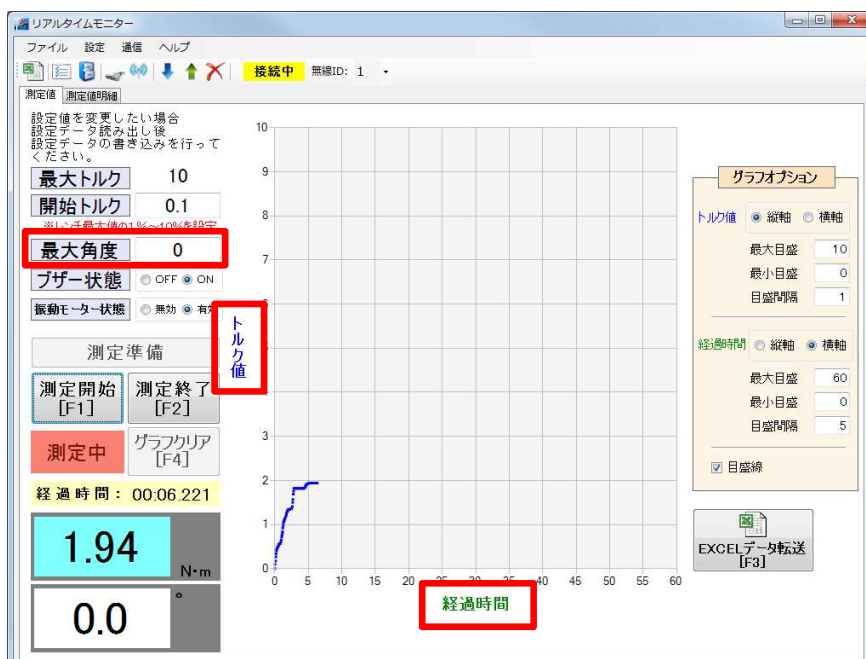 リアルタイムモニター
ファイル 設定 通信 ヘルプ
接続中 無線ID: 1
測定値 測定値明細
設定値を変更したい場合
設定データ読み出し後
設定データの書き込みを行って
ください。
最大トルク 10
開始トルク 0.1
※レンチ最大値の1%~10%を設定
最大角度 0
ブザー状態 OFF ON
振動モーター状態 無効 有効
測定準備
測定開始
[F1]
測定終了
[F2]
測定中
グラフクリア
[F4]
経過時間: 00:06.221
1.94
N・m
0.0
°
トルク値
10
9
8
7
3
2
1
0
0 5 10 15 20 25 30 35 40 45 50 55 60
経過時間
グラフオプション
トルク値 縦軸 横軸
最大目盛 10
最小目盛 0
目盛間隔 1
経過時間 縦軸 横軸
最大目盛 60
最小目盛 0
目盛間隔 5
目盛線
EXCELデータ転送
[F3]